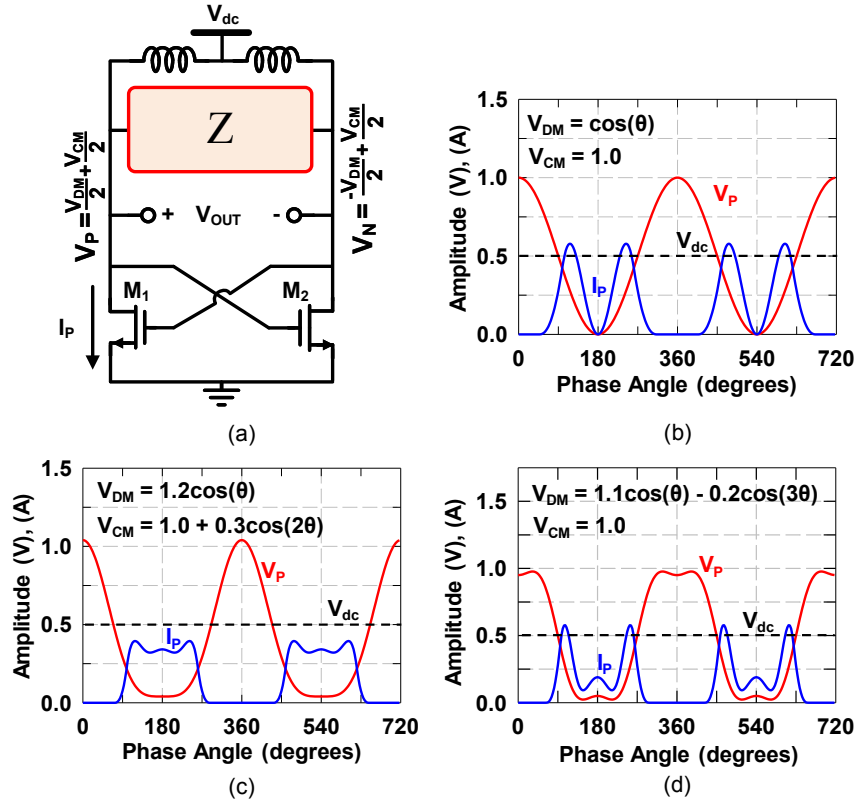 V_dc
Z
V_P = V_DM/2 + V_CM/2
V_N = -V_DM/2 + V_CM/2
+ V_OUT -
M_1 M_2
I_P
(a)
V_DM = cos(θ)
V_CM = 1.0
V_P
V_dc
I_P
Amplitude (V), (A)
1.5
1.0
0.5
0.0
0 180 360 540 720
Phase Angle (degrees)
(b)
V_DM = 1.2cos(θ)
V_CM = 1.0 + 0.3cos(2θ)
V_P
V_dc
I_P
Amplitude (V), (A)
1.5
1.0
0.5
0.0
0 180 360 540 720
Phase Angle (degrees)
(c)
V_DM = 1.1cos(θ) - 0.2cos(3θ)
V_CM = 1.0
V_P
V_dc
I_P
Amplitude (V), (A)
1.5
1.0
0.5
0.0
0 180 360 540 720
Phase Angle (degrees)
(d)